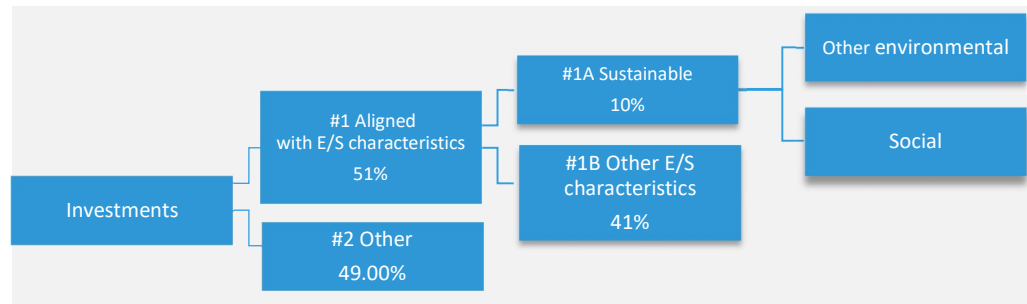 Investments
#1 Aligned
with E/S characteristics
51%
#2 Other
49.00%
#1A Sustainable
10%
#1B Other E/S
characteristics
41%
Other environmental
Social